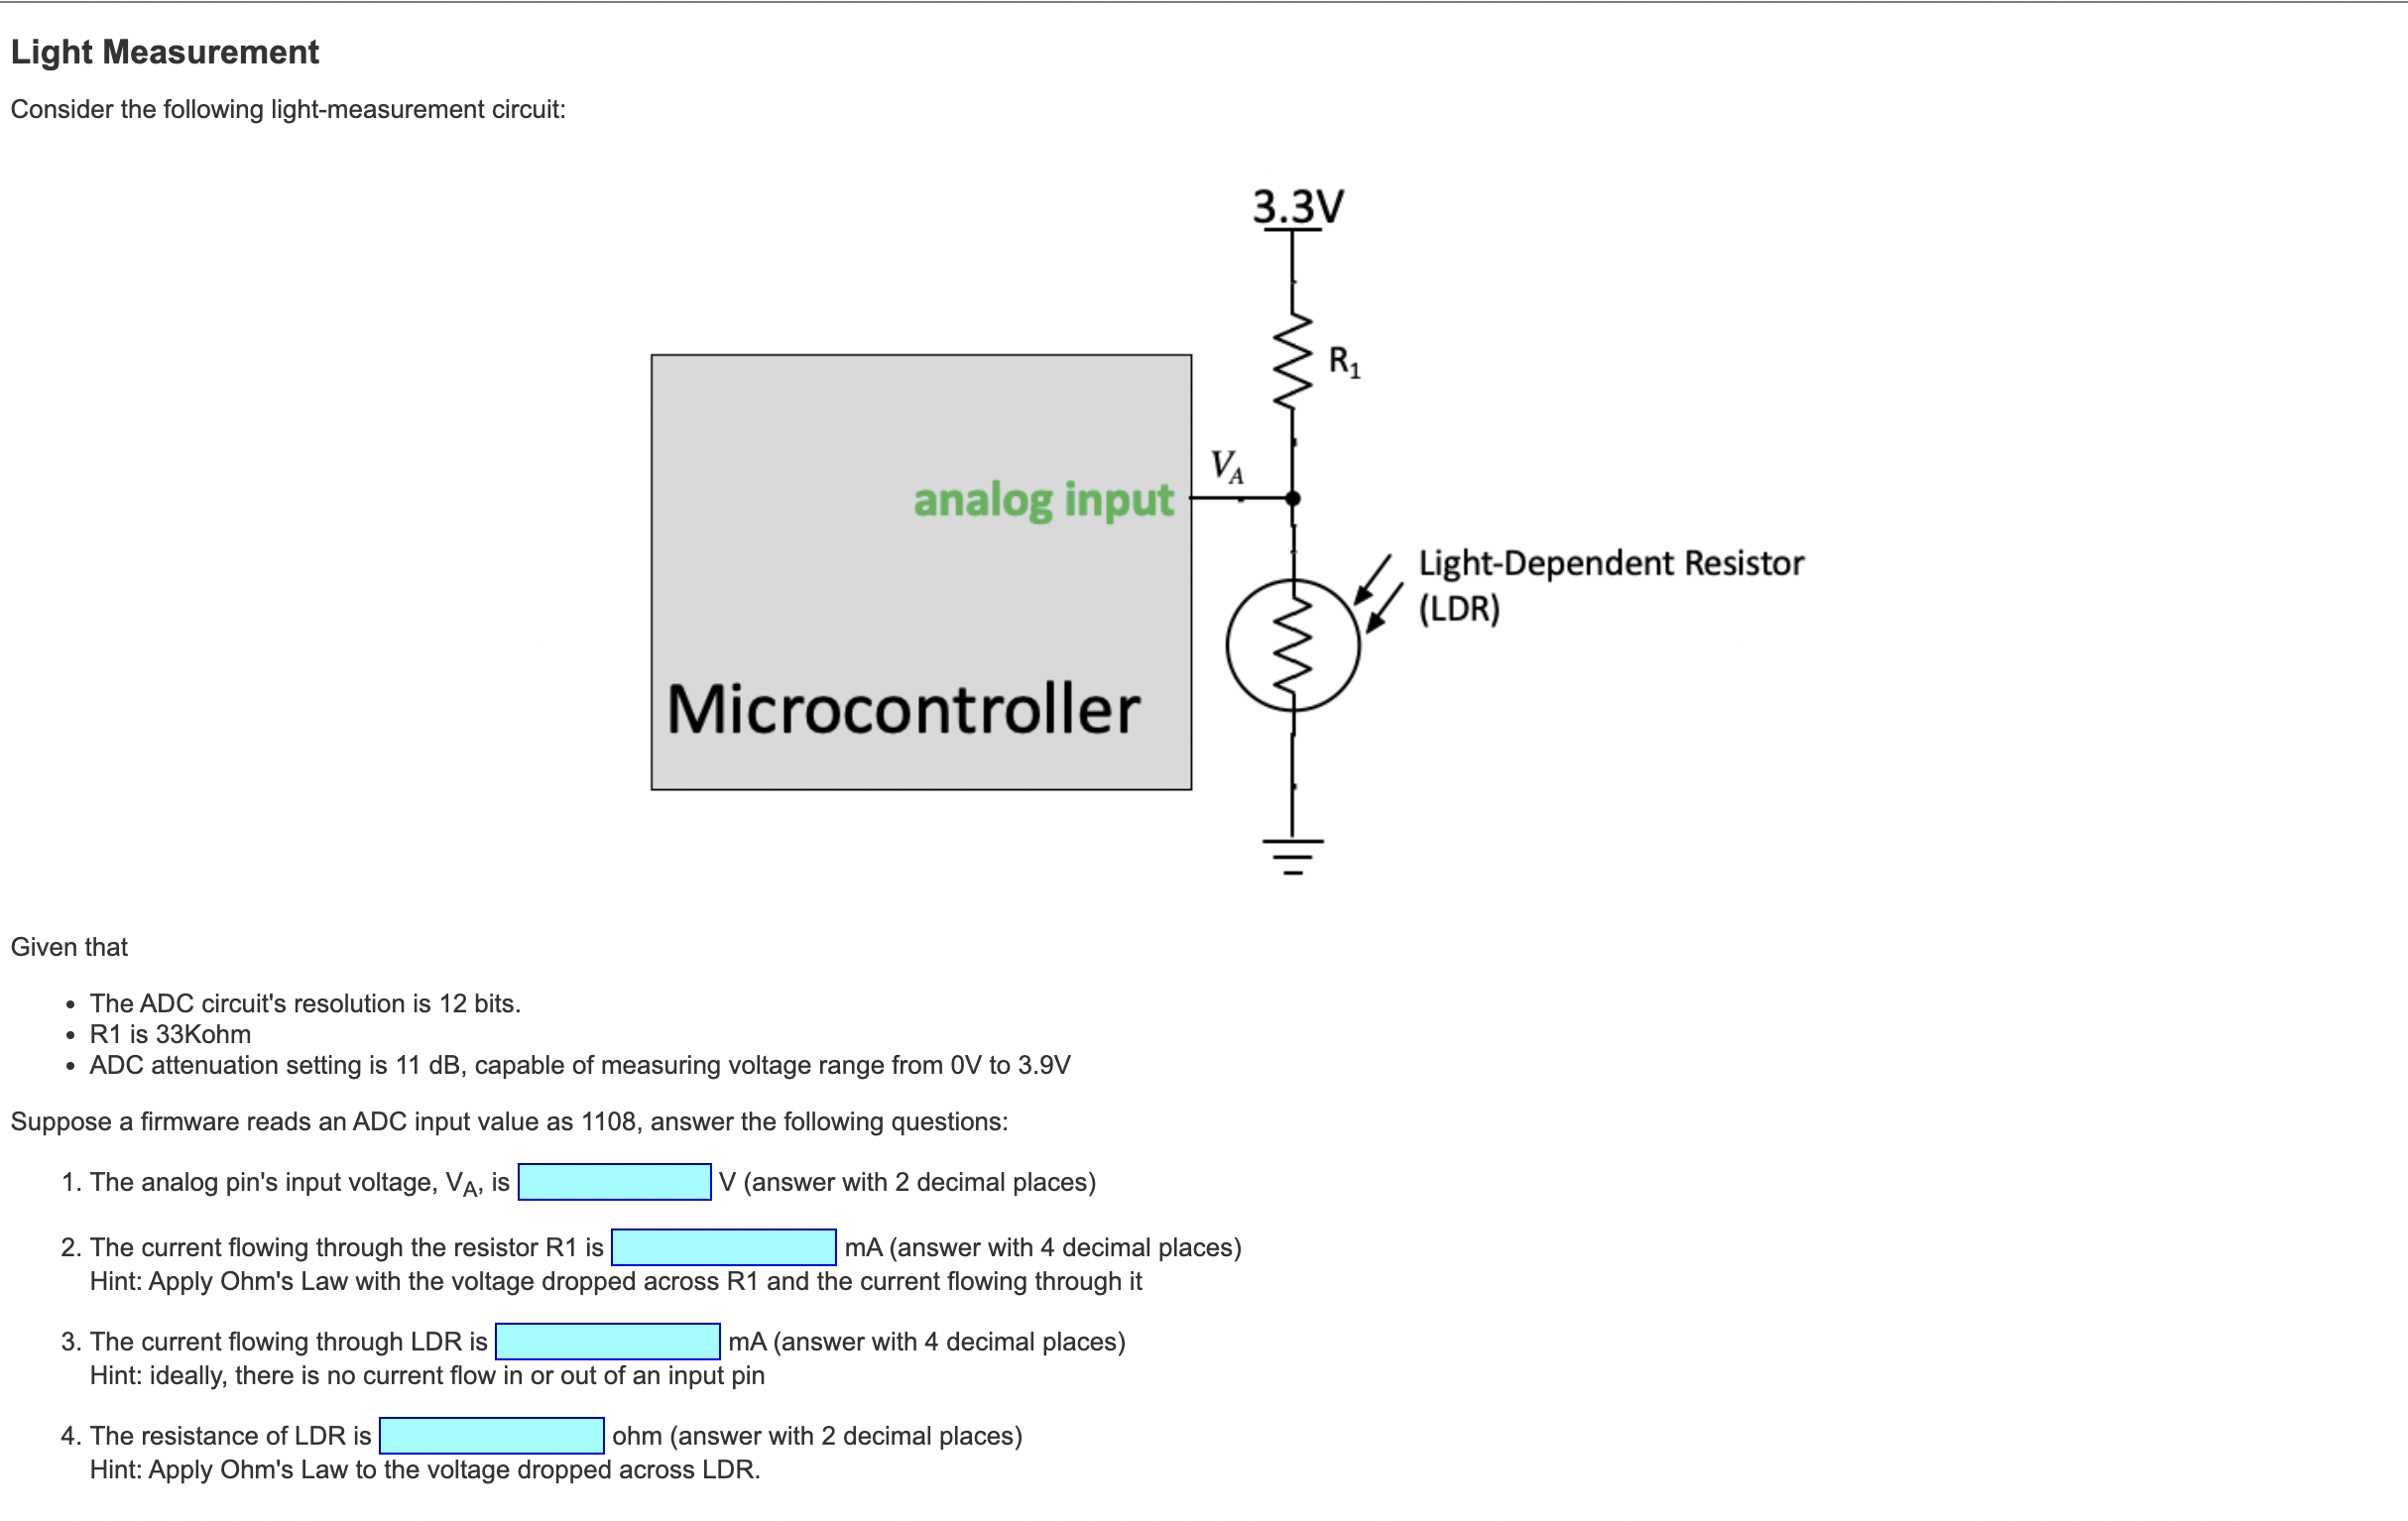 Light Measurement
Consider the following light-measurement circuit:
3.3V
R1
VA
analog input
Light-Dependent Resistor
(LDR)
Microcontroller
Given that
• The ADC circuit's resolution is 12 bits.
• R1 is 33Kohm
• ADC attenuation setting is 11 dB, capable of measuring voltage range from 0V to 3.9V
Suppose a firmware reads an ADC input value as 1108, answer the following questions:
1. The analog pin's input voltage, VA, is V (answer with 2 decimal places)
2. The current flowing through the resistor R1 is mA (answer with 4 decimal places)
Hint: Apply Ohm's Law with the voltage dropped across R1 and the current flowing through it
3. The current flowing through LDR is mA (answer with 4 decimal places)
Hint: ideally, there is no current flow in or out of an input pin
4. The resistance of LDR is ohm (answer with 2 decimal places)
Hint: Apply Ohm's Law to the voltage dropped across LDR.